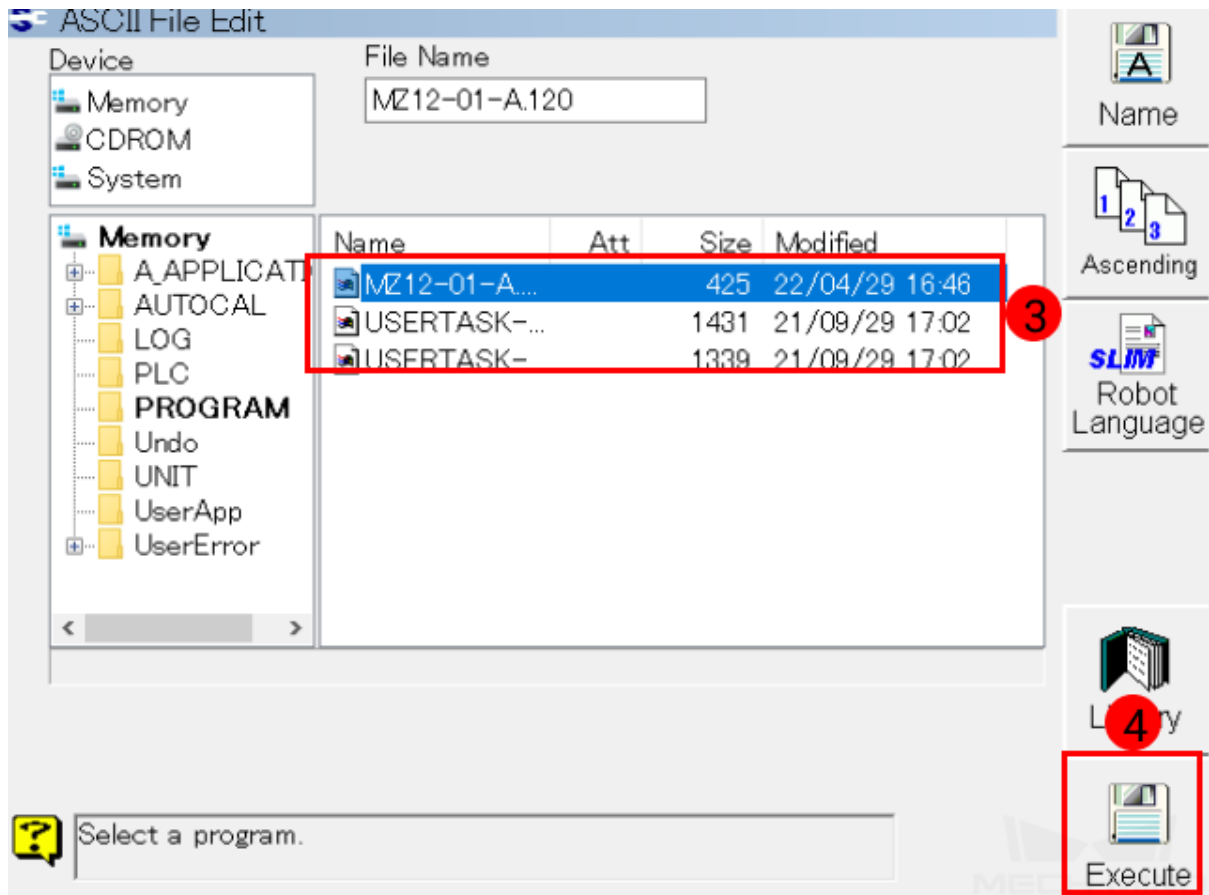 ASCII File Edit
Device
File Name
Memory
CDROM
System
MZ12-01-A.120
Memory
A_APPLICATI
AUTOCAL
LOG
PLC
PROGRAM
Undo
UNIT
UserApp
UserError
Name Att Size Modified
MZ12-01-A.... 425 22/04/29 16:46
USERTASK-... 1431 21/09/29 17:02
USERTASK- 1339 21/09/29 17:02
3
Select a program.
A
Name
1 2 3
Ascending
SLIM
Robot
Language
4
Execute